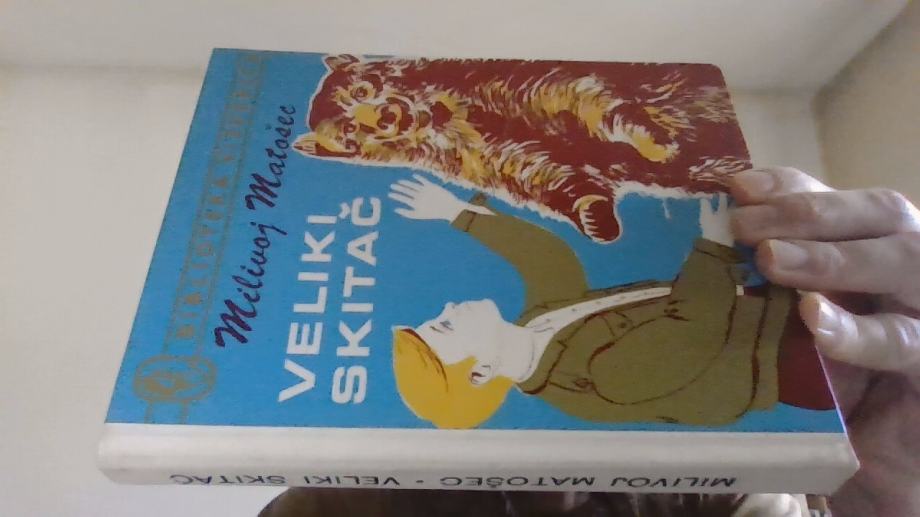 BIBLIOTEKA VJEVERICA
Milivoj Matošec
VELIKI
SKITAČ
MILIVOJ MATOŠEC • VELIKI SKITAČ